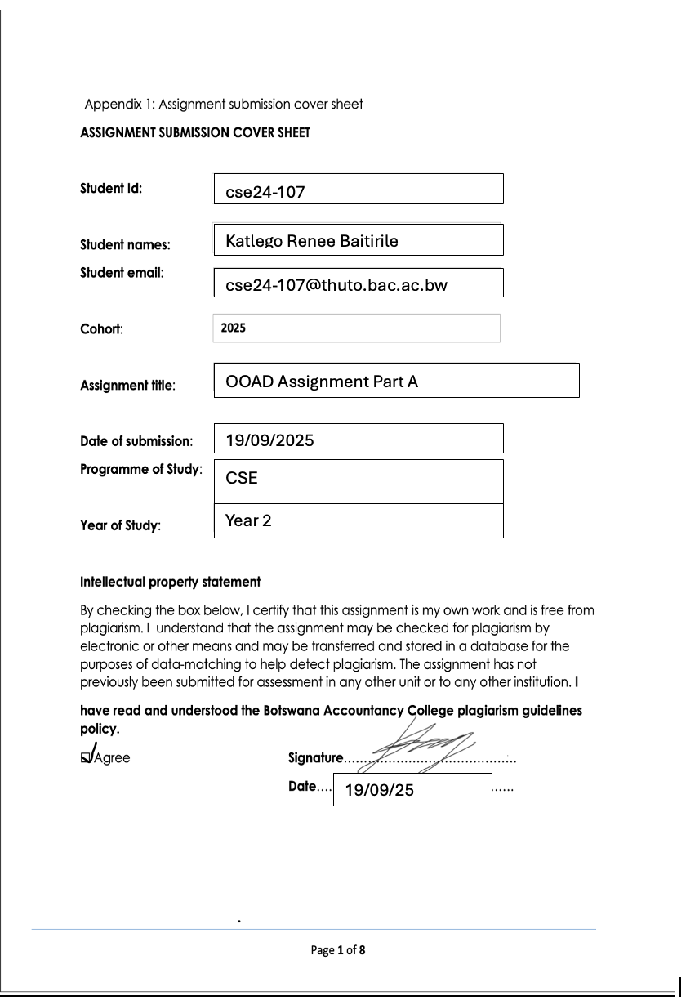 Appendix 1: Assignment submission cover sheet
ASSIGNMENT SUBMISSION COVER SHEET
Student Id: cse24-107
Student names: Katlego Renee Baitirile
Student email: cse24-107@thuto.bac.ac.bw
Cohort: 2025
Assignment title: OOAD Assignment Part A
Date of submission: 19/09/2025
Programme of Study: CSE
Year of Study: Year 2
Intellectual property statement
By checking the box below, I certify that this assignment is my own work and is free from
plagiarism. I understand that the assignment may be checked for plagiarism by
electronic or other means and may be transferred and stored in a database for the
purposes of data-matching to help detect plagiarism. The assignment has not
previously been submitted for assessment in any other unit or to any other institution. I
have read and understood the Botswana Accountancy College plagiarism guidelines
policy.
Agree Signature..........................................
Date.... 19/09/25 ......
Page 1 of 8